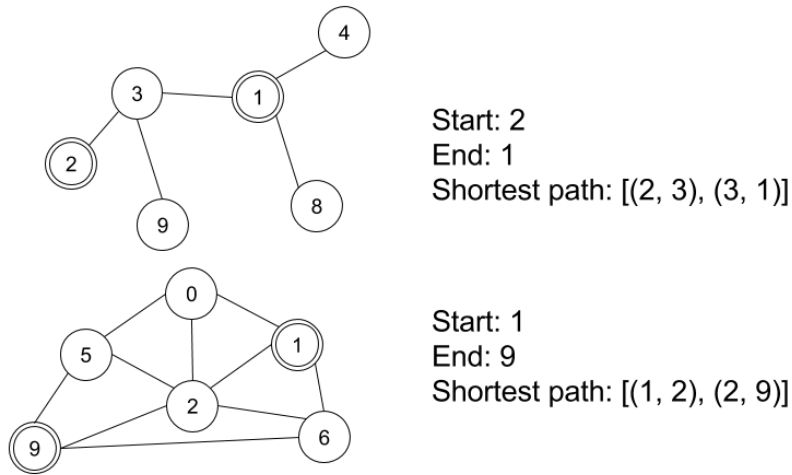 4
3
1
2
9
8
Start: 2
End: 1
Shortest path: [(2, 3), (3, 1)]
0
5
1
2
9
6
Start: 1
End: 9
Shortest path: [(1, 2), (2, 9)]